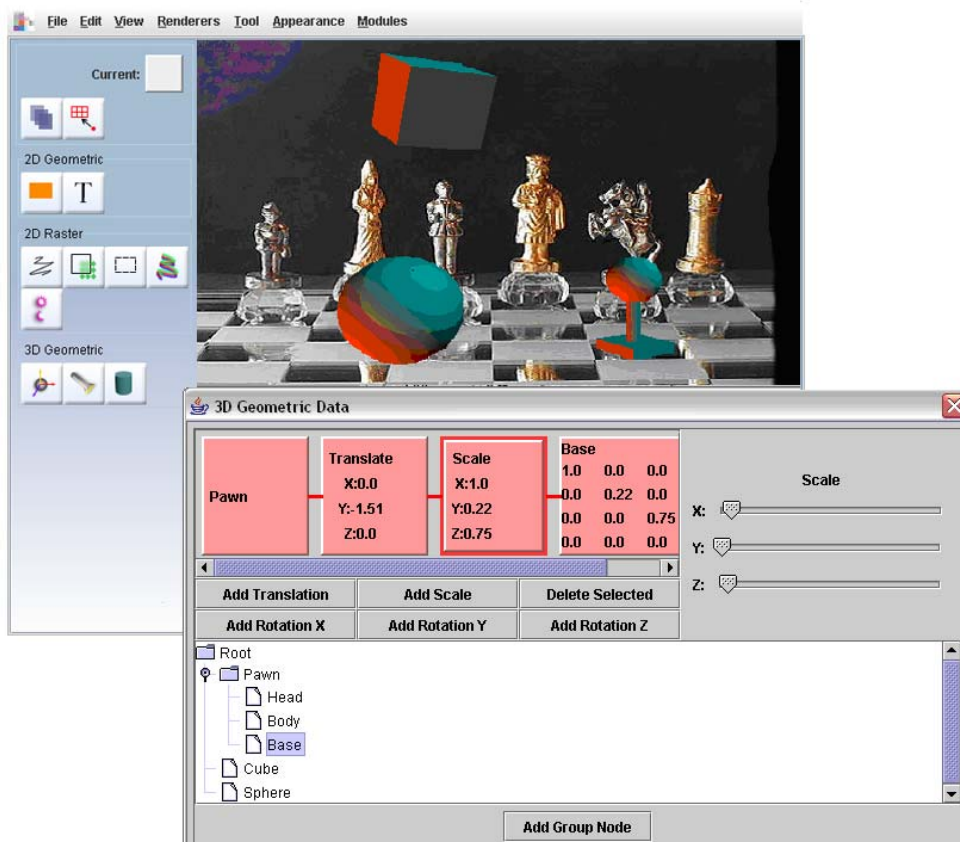 File Edit View Renderers Tool Appearance Modules
Current:
2D Geometric
T
2D Raster
3D Geometric
3D Geometric Data
Pawn
Translate
X:0.0
Y:-1.51
Z:0.0
Scale
X:1.0
Y:0.22
Z:0.75
Base
1.0 0.0 0.0
0.0 0.22 0.0
0.0 0.0 0.75
0.0 0.0 0.0
Scale
X:
Y:
Z:
Add Translation Add Scale Delete Selected
Add Rotation X Add Rotation Y Add Rotation Z
Root
Pawn
Head
Body
Base
Cube
Sphere
Add Group Node